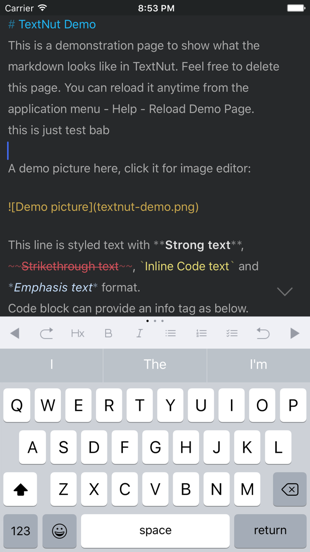 Carrier 8:53 PM
# TextNut Demo
This is a demonstration page to show what the
markdown looks like in TextNut. Feel free to delete
this page. You can reload it anytime from the
application menu - Help - Reload Demo Page.
this is just test bab
A demo picture here, click it for image editor:
![Demo picture](textnut-demo.png)
This line is styled text with **Strong text**,
~~Strikethrough text~~, `Inline Code text` and
*Emphasis text* format.
Code block can provide an info tag as below.
Hx B I
I The I'm
Q W E R T Y U I O P
A S D F G H J K L
Z X C V B N M
123 space return